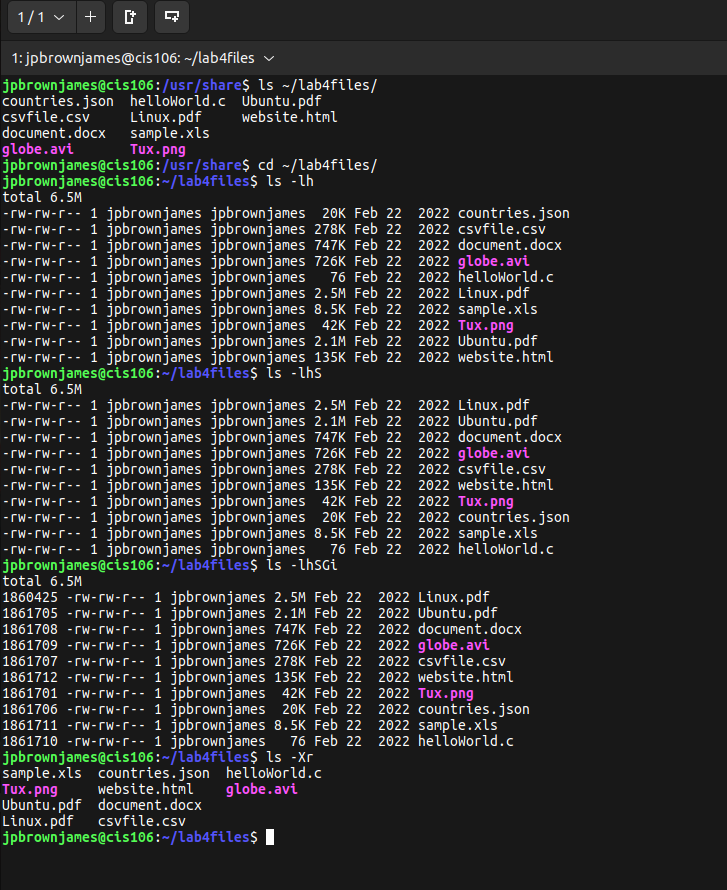 1 / 1
1: jpbrownjames@cis106: ~/lab4files
jpbrownjames@cis106:/usr/share$ ls ~/lab4files/
countries.json  helloWorld.c  Ubuntu.pdf
csvfile.csv     Linux.pdf     website.html
document.docx   sample.xls
globe.avi       Tux.png
jpbrownjames@cis106:/usr/share$ cd ~/lab4files/
jpbrownjames@cis106:~/lab4files$ ls -lh
total 6.5M
-rw-rw-r-- 1 jpbrownjames jpbrownjames  20K Feb 22  2022 countries.json
-rw-rw-r-- 1 jpbrownjames jpbrownjames 278K Feb 22  2022 csvfile.csv
-rw-rw-r-- 1 jpbrownjames jpbrownjames 747K Feb 22  2022 document.docx
-rw-rw-r-- 1 jpbrownjames jpbrownjames 726K Feb 22  2022 globe.avi
-rw-rw-r-- 1 jpbrownjames jpbrownjames   76 Feb 22  2022 helloWorld.c
-rw-rw-r-- 1 jpbrownjames jpbrownjames 2.5M Feb 22  2022 Linux.pdf
-rw-rw-r-- 1 jpbrownjames jpbrownjames 8.5K Feb 22  2022 sample.xls
-rw-rw-r-- 1 jpbrownjames jpbrownjames  42K Feb 22  2022 Tux.png
-rw-rw-r-- 1 jpbrownjames jpbrownjames 2.1M Feb 22  2022 Ubuntu.pdf
-rw-rw-r-- 1 jpbrownjames jpbrownjames 135K Feb 22  2022 website.html
jpbrownjames@cis106:~/lab4files$ ls -lhS
total 6.5M
-rw-rw-r-- 1 jpbrownjames jpbrownjames 2.5M Feb 22  2022 Linux.pdf
-rw-rw-r-- 1 jpbrownjames jpbrownjames 2.1M Feb 22  2022 Ubuntu.pdf
-rw-rw-r-- 1 jpbrownjames jpbrownjames 747K Feb 22  2022 document.docx
-rw-rw-r-- 1 jpbrownjames jpbrownjames 726K Feb 22  2022 globe.avi
-rw-rw-r-- 1 jpbrownjames jpbrownjames 278K Feb 22  2022 csvfile.csv
-rw-rw-r-- 1 jpbrownjames jpbrownjames 135K Feb 22  2022 website.html
-rw-rw-r-- 1 jpbrownjames jpbrownjames  42K Feb 22  2022 Tux.png
-rw-rw-r-- 1 jpbrownjames jpbrownjames  20K Feb 22  2022 countries.json
-rw-rw-r-- 1 jpbrownjames jpbrownjames 8.5K Feb 22  2022 sample.xls
-rw-rw-r-- 1 jpbrownjames jpbrownjames   76 Feb 22  2022 helloWorld.c
jpbrownjames@cis106:~/lab4files$ ls -lhSGi
total 6.5M
1860425 -rw-rw-r-- 1 jpbrownjames 2.5M Feb 22  2022 Linux.pdf
1861705 -rw-rw-r-- 1 jpbrownjames 2.1M Feb 22  2022 Ubuntu.pdf
1861708 -rw-rw-r-- 1 jpbrownjames 747K Feb 22  2022 document.docx
1861709 -rw-rw-r-- 1 jpbrownjames 726K Feb 22  2022 globe.avi
1861707 -rw-rw-r-- 1 jpbrownjames 278K Feb 22  2022 csvfile.csv
1861712 -rw-rw-r-- 1 jpbrownjames 135K Feb 22  2022 website.html
1861701 -rw-rw-r-- 1 jpbrownjames  42K Feb 22  2022 Tux.png
1861706 -rw-rw-r-- 1 jpbrownjames  20K Feb 22  2022 countries.json
1861711 -rw-rw-r-- 1 jpbrownjames 8.5K Feb 22  2022 sample.xls
1861710 -rw-rw-r-- 1 jpbrownjames   76 Feb 22  2022 helloWorld.c
jpbrownjames@cis106:~/lab4files$ ls -Xr
sample.xls  countries.json  helloWorld.c
Tux.png     website.html    globe.avi
Ubuntu.pdf  document.docx
Linux.pdf   csvfile.csv
jpbrownjames@cis106:~/lab4files$